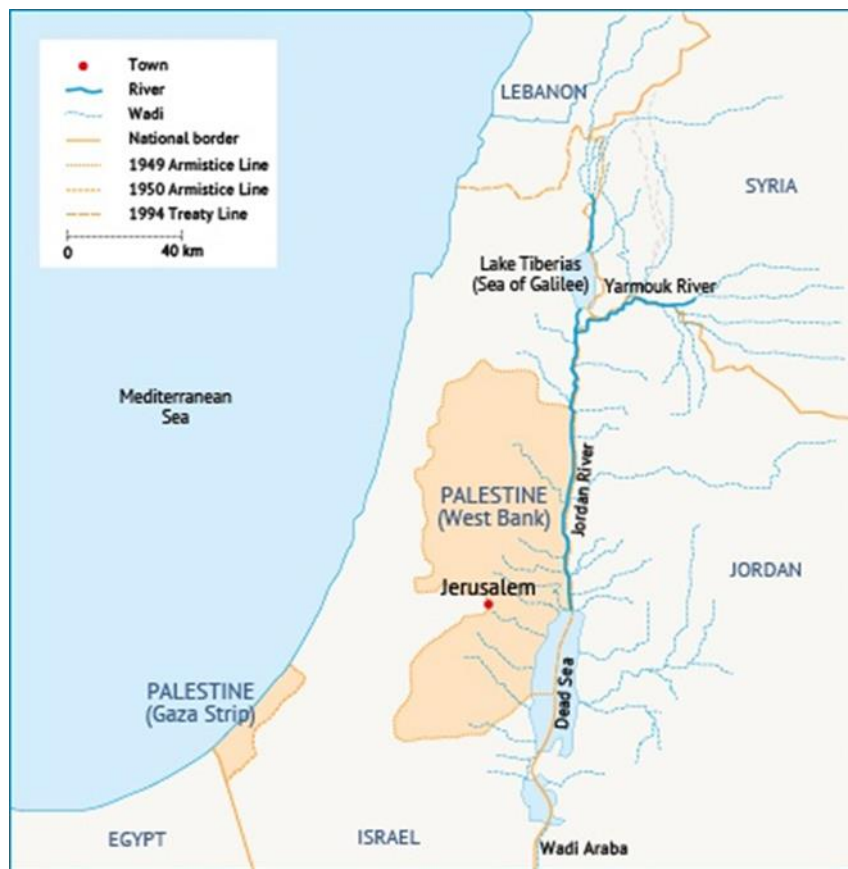 Town
River
Wadi
National border
1949 Armistice Line
1950 Armistice Line
1994 Treaty Line
0
40 km
LEBANON
SYRIA
Lake Tiberias
(Sea of Galilee)
Yarmouk River
Mediterranean
Sea
Jordan River
PALESTINE
(West Bank)
JORDAN
Jerusalem
Dead Sea
PALESTINE
(Gaza Strip)
EGYPT
ISRAEL
Wadi Araba